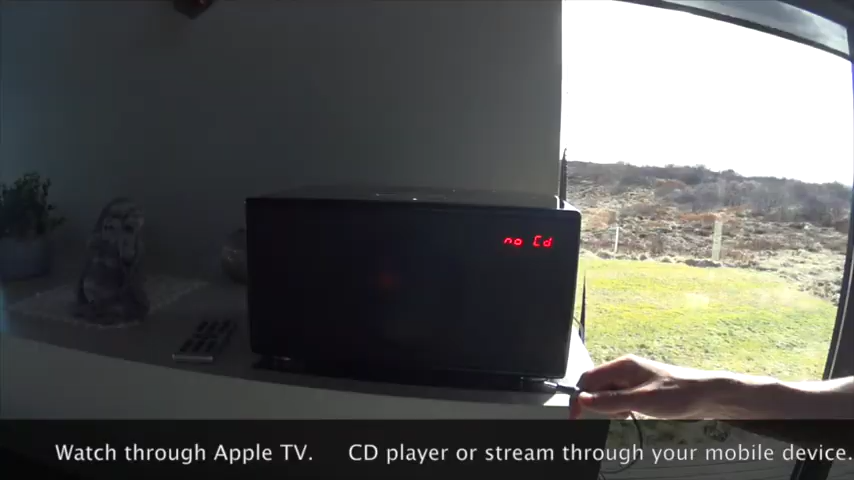 no Cd
Watch through Apple TV. CD player or stream through your mobile device.